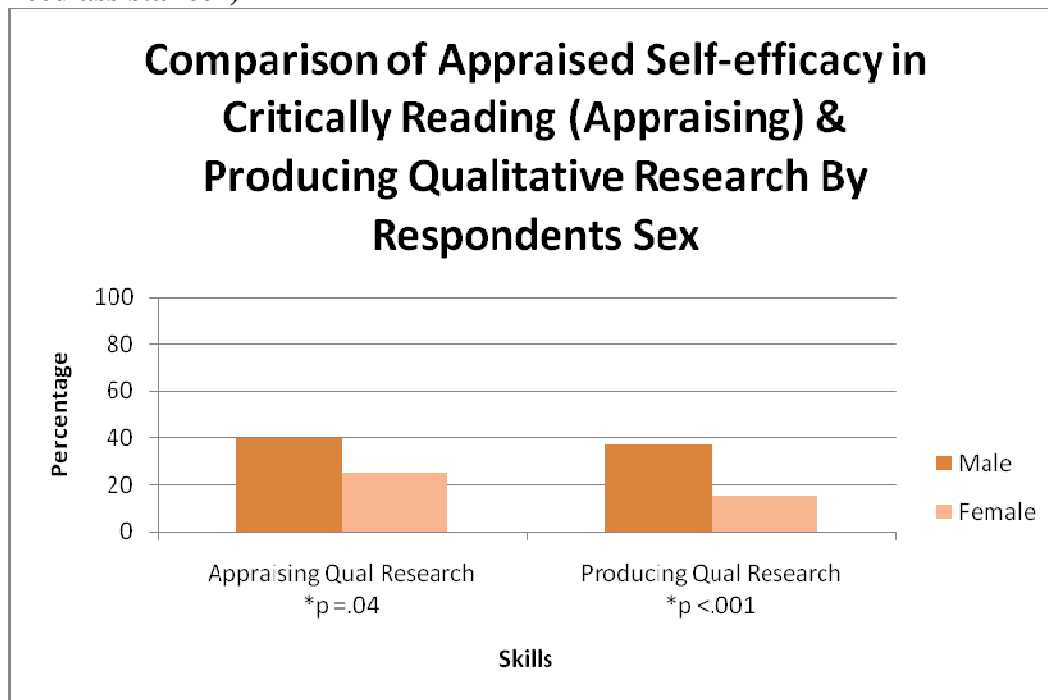 Comparison of Appraised Self-efficacy in
Critically Reading (Appraising) &
Producing Qualitative Research By
Respondents Sex
100
80
60
40
20
0
Percentage
Male
Female
Appraising Qual Research
*p =.04
Producing Qual Research
*p <.001
Skills